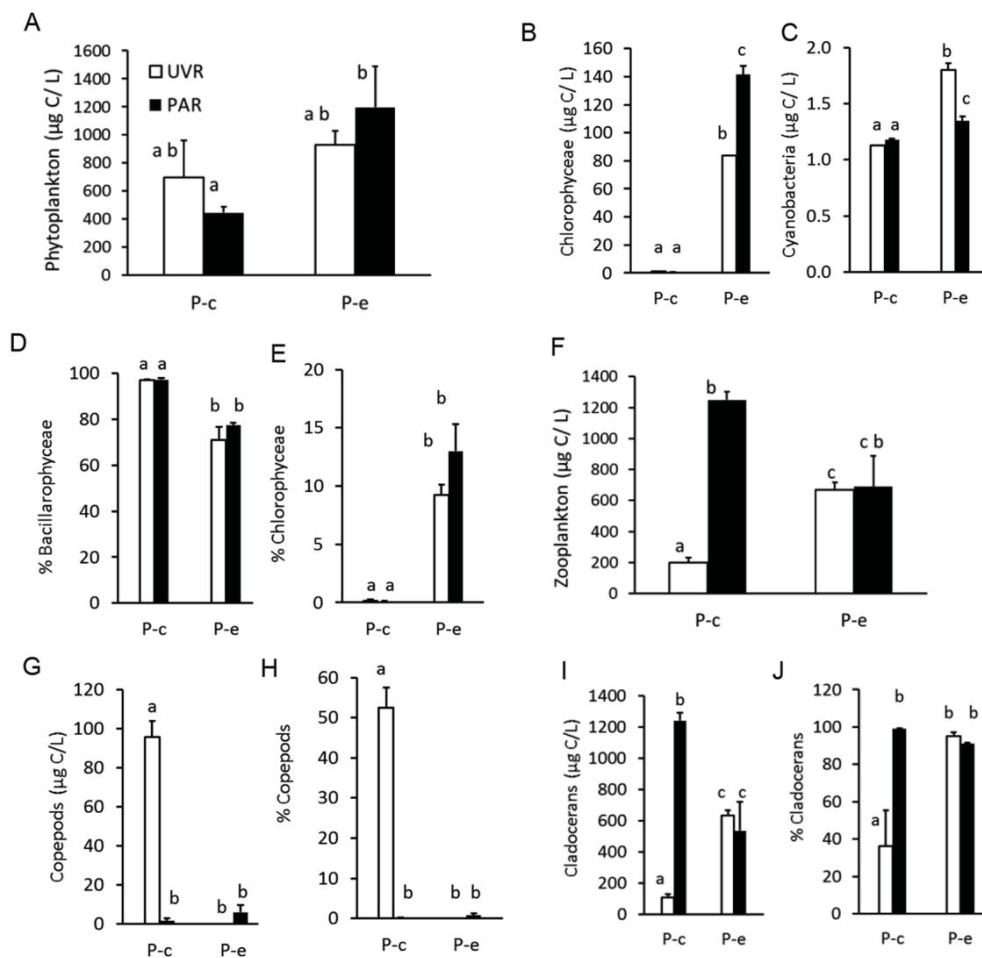 A
Phytoplankton (µg C/ L)
1600
1400
1200
1000
800
600
400
200
0
UVR
PAR
a b
a
a b
b
P-c
P-e
B
Chlorophyceae (µg C/ L)
160
140
120
100
80
60
40
20
0
a a
b
c
P-c
P-e
C
Cyanobacteria (µg C/ L)
2.0
1.5
1.0
0.5
0.0
a a
b
c
P-c
P-e
D
% Bacillarophyceae
100
80
60
40
20
0
a a
b b
P-c
P-e
E
% Chlorophyceae
20
15
10
5
0
a a
b
b
P-c
P-e
F
Zooplankton (µg C/ L)
1400
1200
1000
800
600
400
200
0
a
b
c
c b
P-c
P-e
G
Copepods (µg C/L)
120
100
80
60
40
20
0
a
b
b
b
P-c
P-e
H
% Copepods
60
50
40
30
20
10
0
a
b
b b
P-c
P-e
I
Cladocerans (µg C/L)
1400
1200
1000
800
600
400
200
0
a
b
c c
P-c
P-e
J
% Cladocerans
120
100
80
60
40
20
0
a
b
b b
P-c
P-e